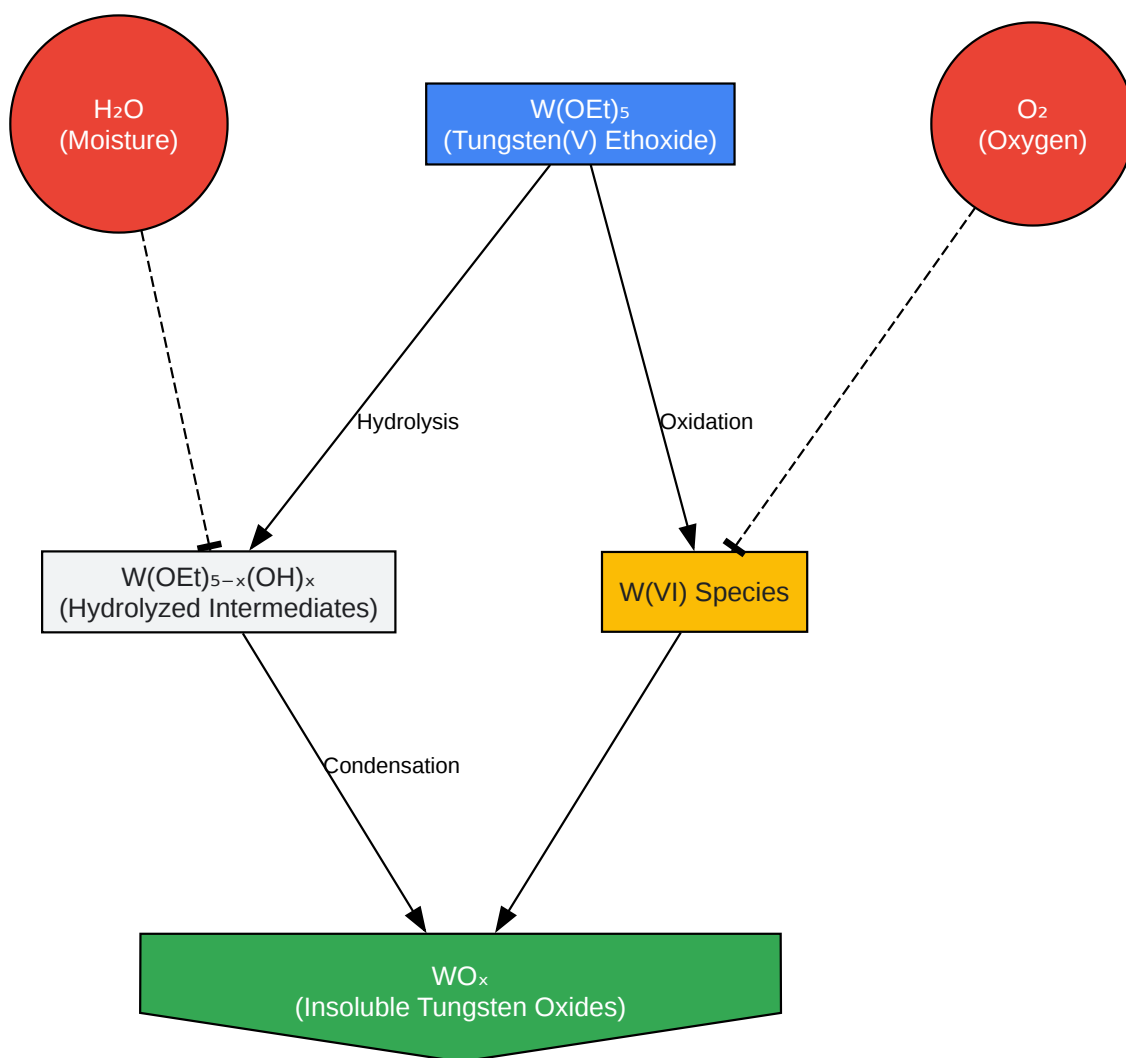 H₂O
(Moisture)
W(OEt)₅
(Tungsten(V) Ethoxide)
O₂
(Oxygen)
Hydrolysis
Oxidation
W(OEt)₅₋ₓ(OH)ₓ
(Hydrolyzed Intermediates)
W(VI) Species
Condensation
WOₓ
(Insoluble Tungsten Oxides)